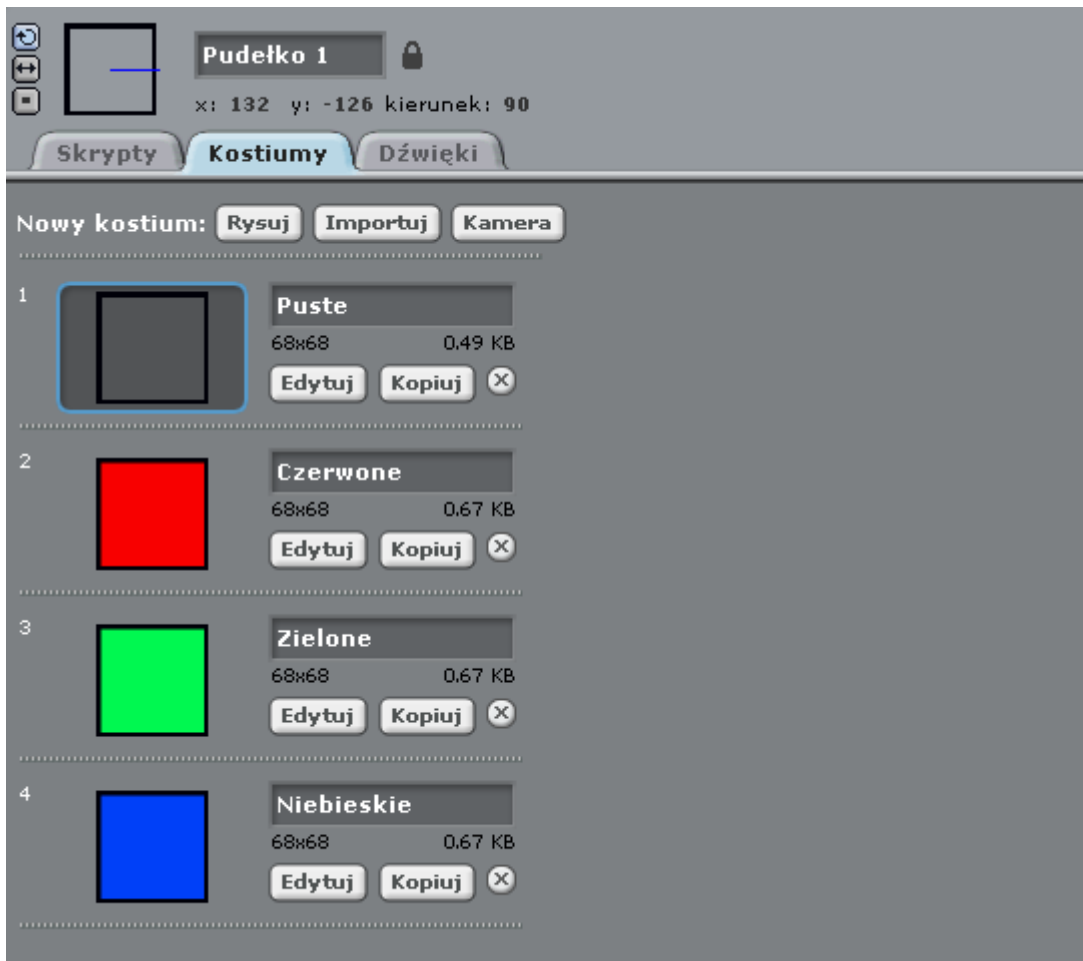 Pudełko 1
x: 132 y: -126 kierunek: 90
Skrypty Kostiumy Dźwięki
Nowy kostium: Rysuj Importuj Kamera
1 Puste
68x68 0.49 KB
Edytuj Kopiuj
2 Czerwone
68x68 0.67 KB
Edytuj Kopiuj
3 Zielone
68x68 0.67 KB
Edytuj Kopiuj
4 Niebieskie
68x68 0.67 KB
Edytuj Kopiuj